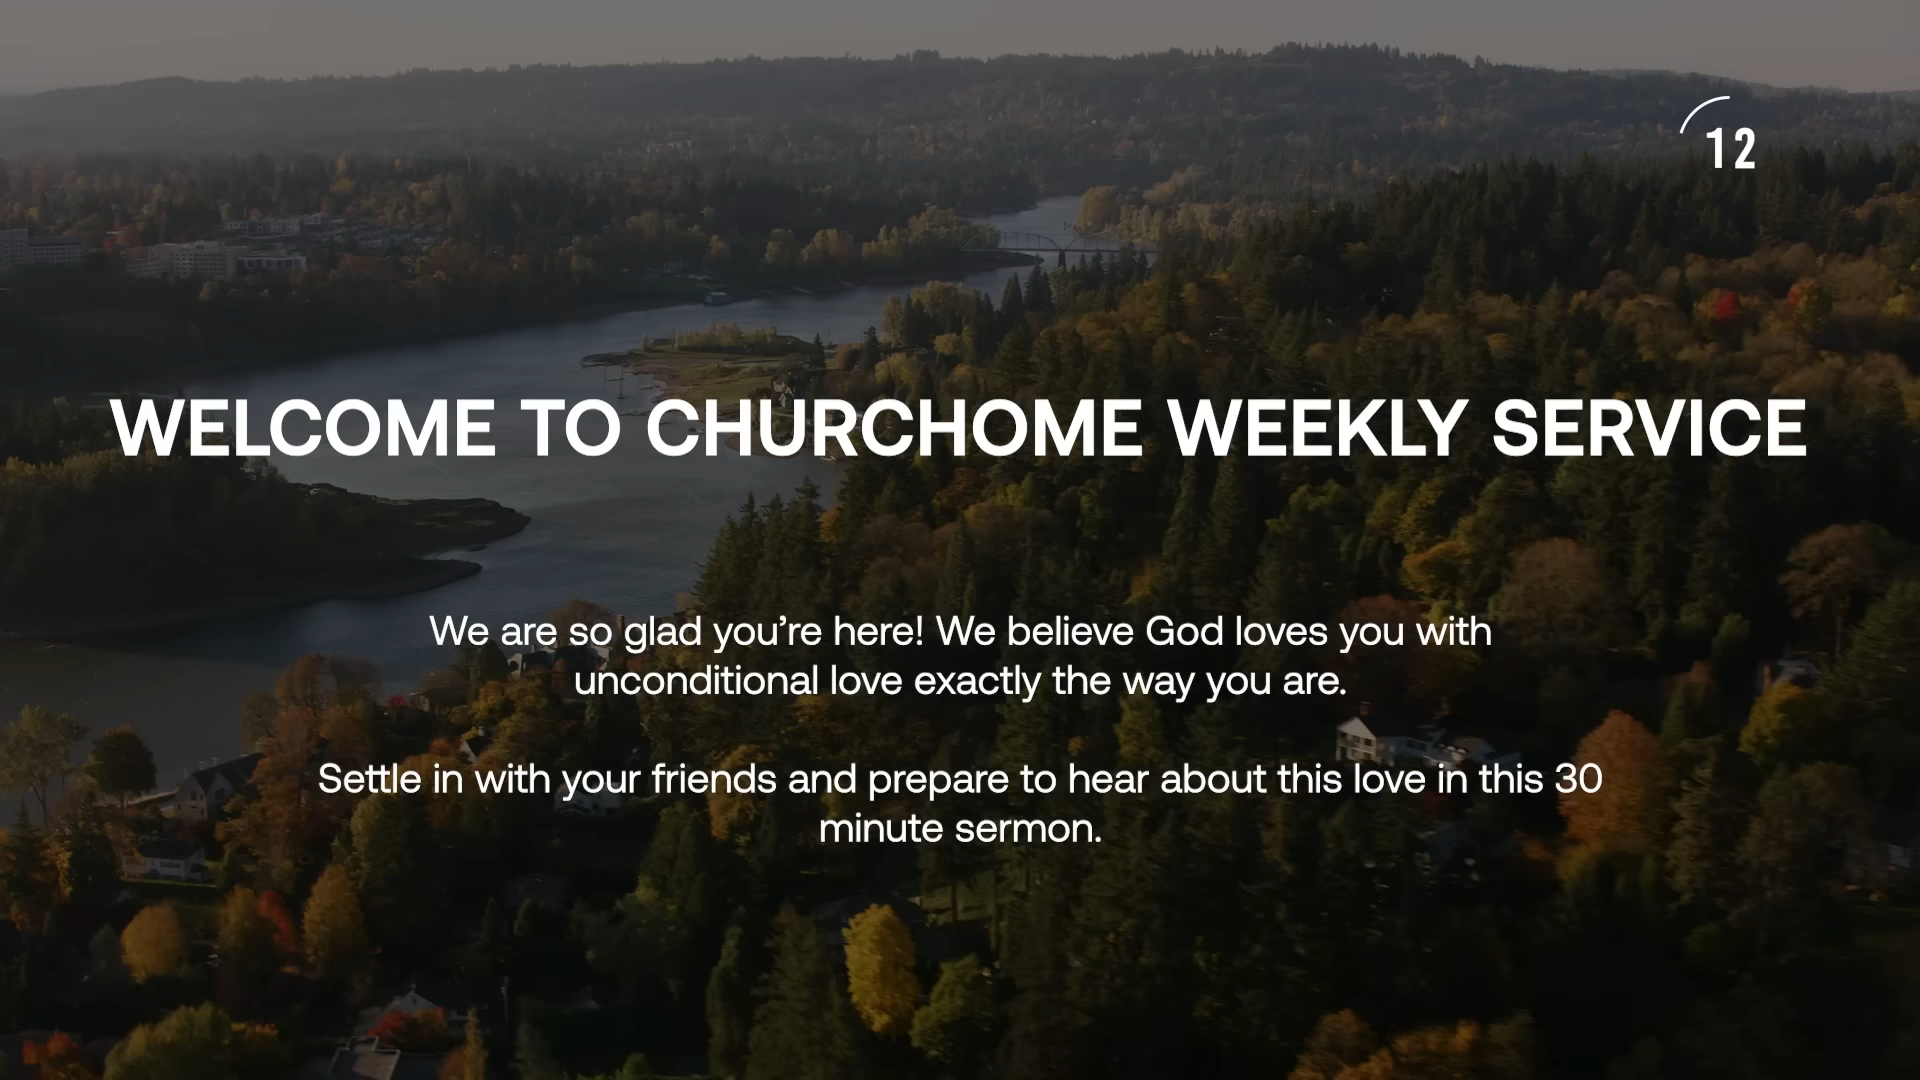 12
WELCOME TO CHURCHOME WEEKLY SERVICE
We are so glad you’re here! We believe God loves you with
unconditional love exactly the way you are.
Settle in with your friends and prepare to hear about this love in this 30
minute sermon.